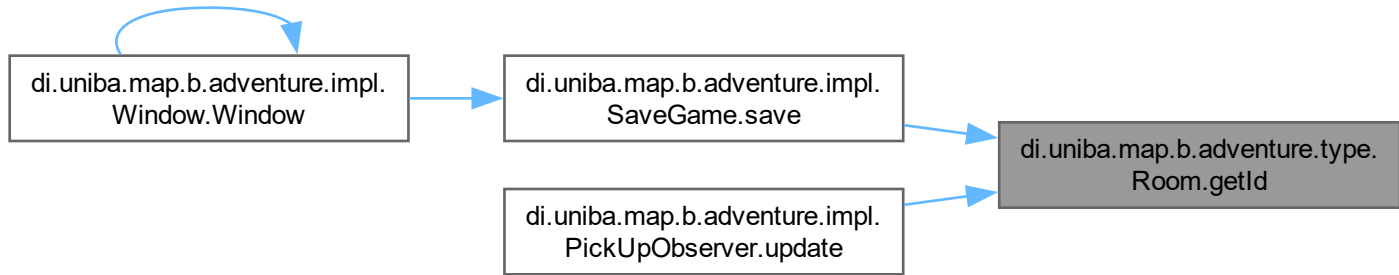 di.uniba.map.b.adventure.impl.
Window.Window
di.uniba.map.b.adventure.impl.
SaveGame.save
di.uniba.map.b.adventure.impl.
PickUpObserver.update
di.uniba.map.b.adventure.type.
Room.getId